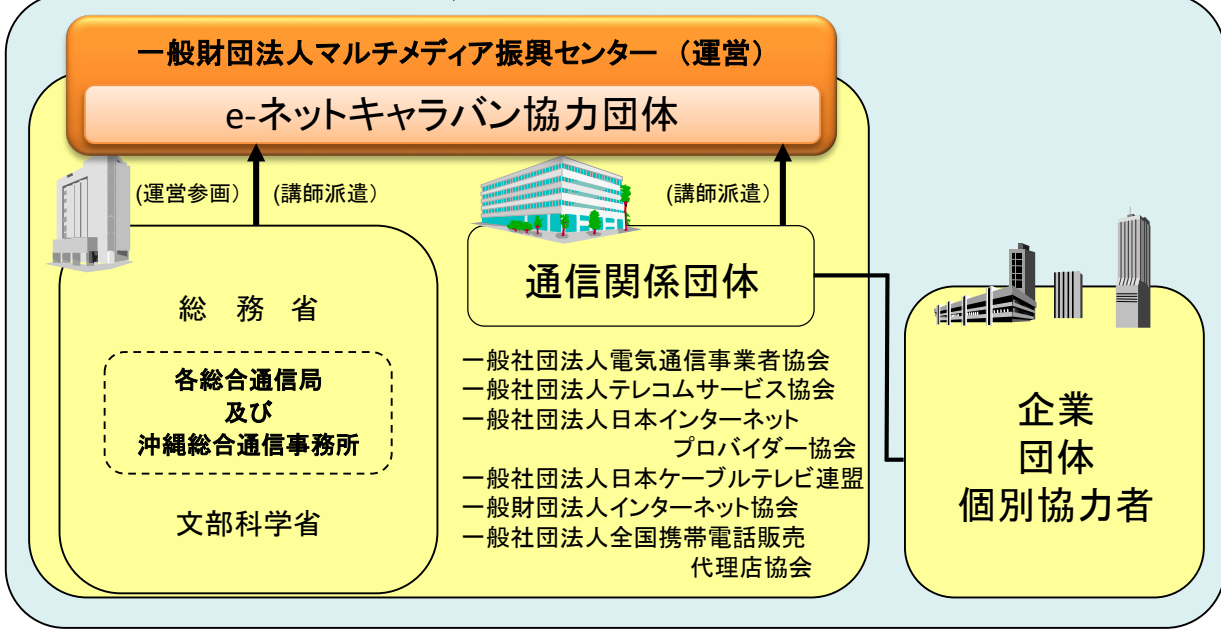 一般財団法人マルチメディア振興センター （運営）
e-ネットキャラバン協力団体
(運営参画)
(講師派遣)
(講師派遣)
総 務 省
各総合通信局
及び
沖縄総合通信事務所
文部科学省
通信関係団体
一般社団法人電気通信事業者協会
一般社団法人テレコムサービス協会
一般社団法人日本インターネット
プロバイダー協会
一般社団法人日本ケーブルテレビ連盟
一般財団法人インターネット協会
一般社団法人全国携帯電話販売
代理店協会
企業
団体
個別協力者